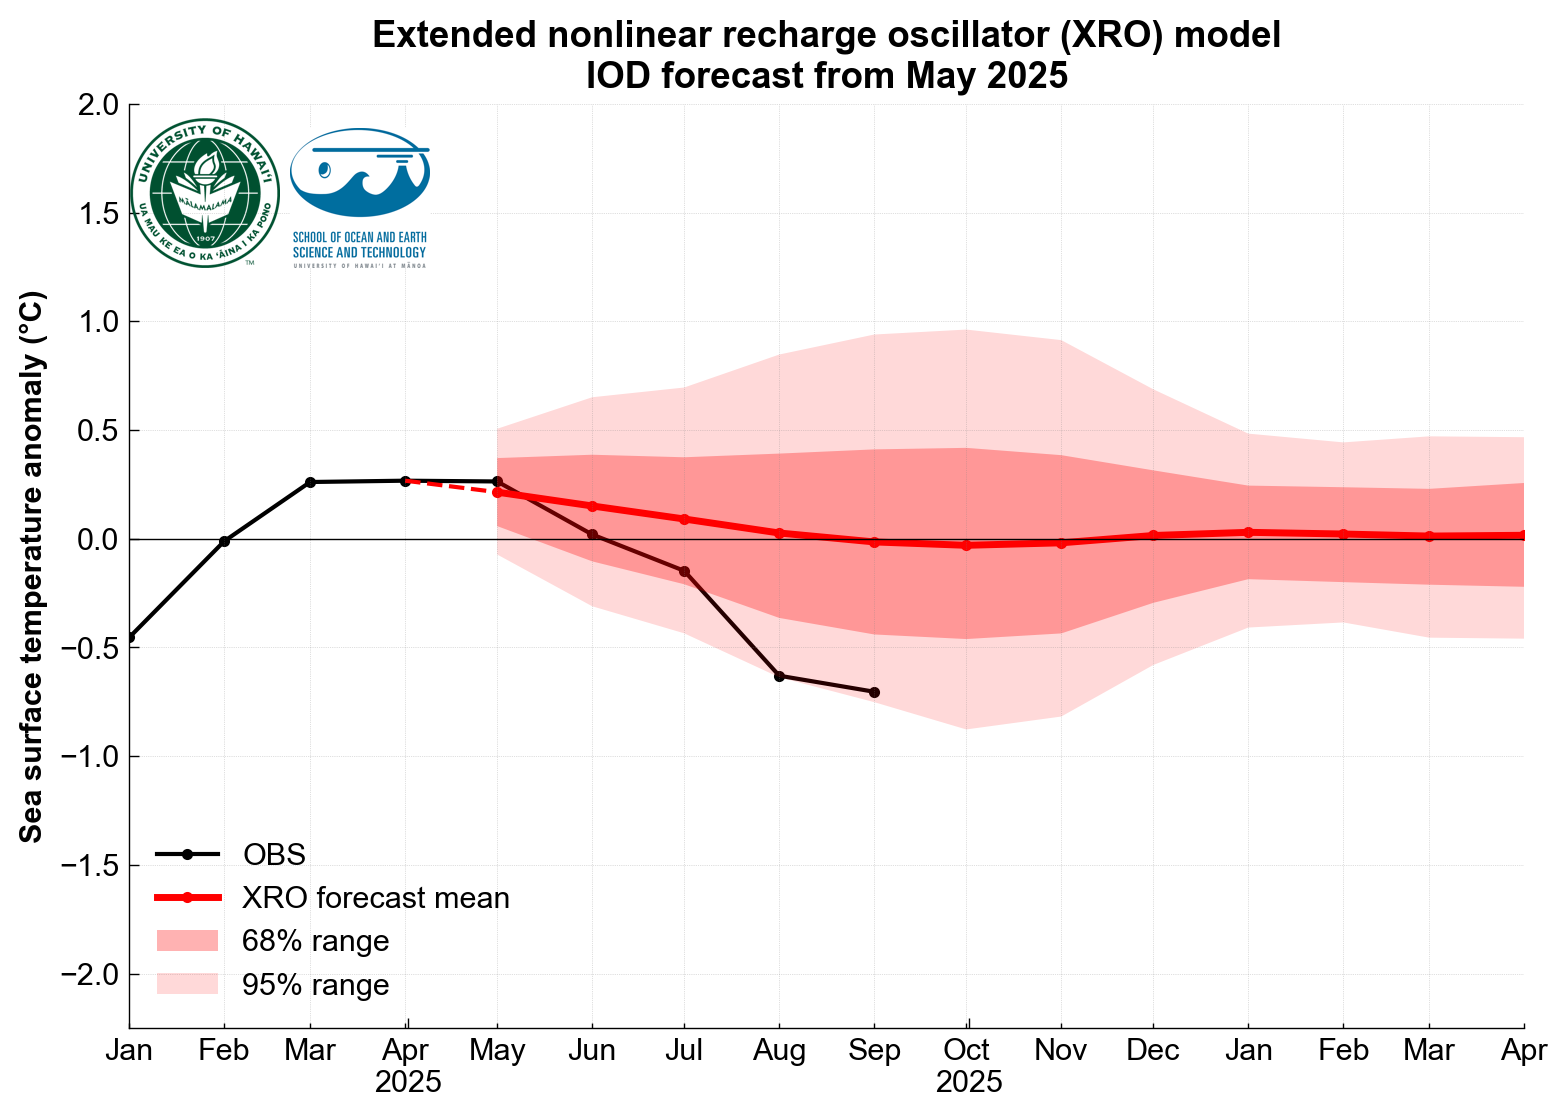 Extended nonlinear recharge oscillator (XRO) model
IOD forecast from May 2025
Sea surface temperature anomaly (°C)
2.0
1.5
1.0
0.5
0.0
−0.5
−1.0
−1.5
−2.0
UNIVERSITY OF HAWAIʻI
MĀLAMALAMA
1907
UA MAU KE EA O KA ʻĀINA I KA PONO
TM
SCHOOL OF OCEAN AND EARTH
SCIENCE AND TECHNOLOGY
UNIVERSITY OF HAWAIʻI AT MĀNOA
OBS
XRO forecast mean
68% range
95% range
Jan Feb Mar Apr May Jun Jul Aug Sep Oct Nov Dec Jan Feb Mar Apr
2025 2025